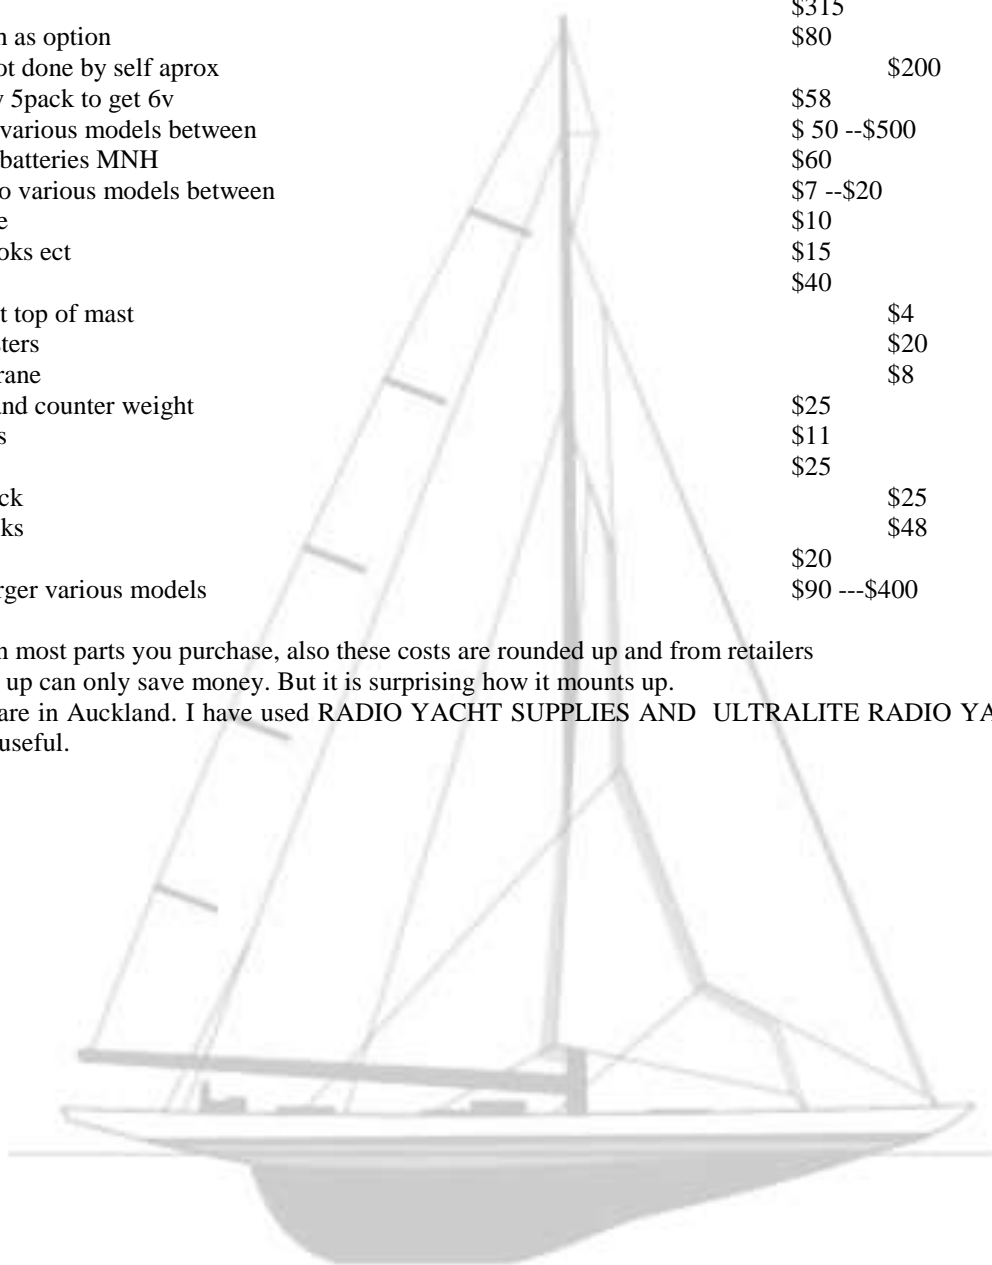 $315
n as option $80
ot done by self aprox $200
y 5pack to get 6v $58
various models between $ 50 --$500
batteries MNH $60
o various models between $7 --$20
e $10
oks ect $15
$40
t top of mast $4
ters $20
rane $8
nd counter weight $25
s $11
$25
ck $25
ks $48
$20
rger various models $90 ---$400
n most parts you purchase, also these costs are rounded up and from retailers
up can only save money. But it is surprising how it mounts up.
are in Auckland. I have used RADIO YACHT SUPPLIES AND ULTRALITE RADIO YA
useful.